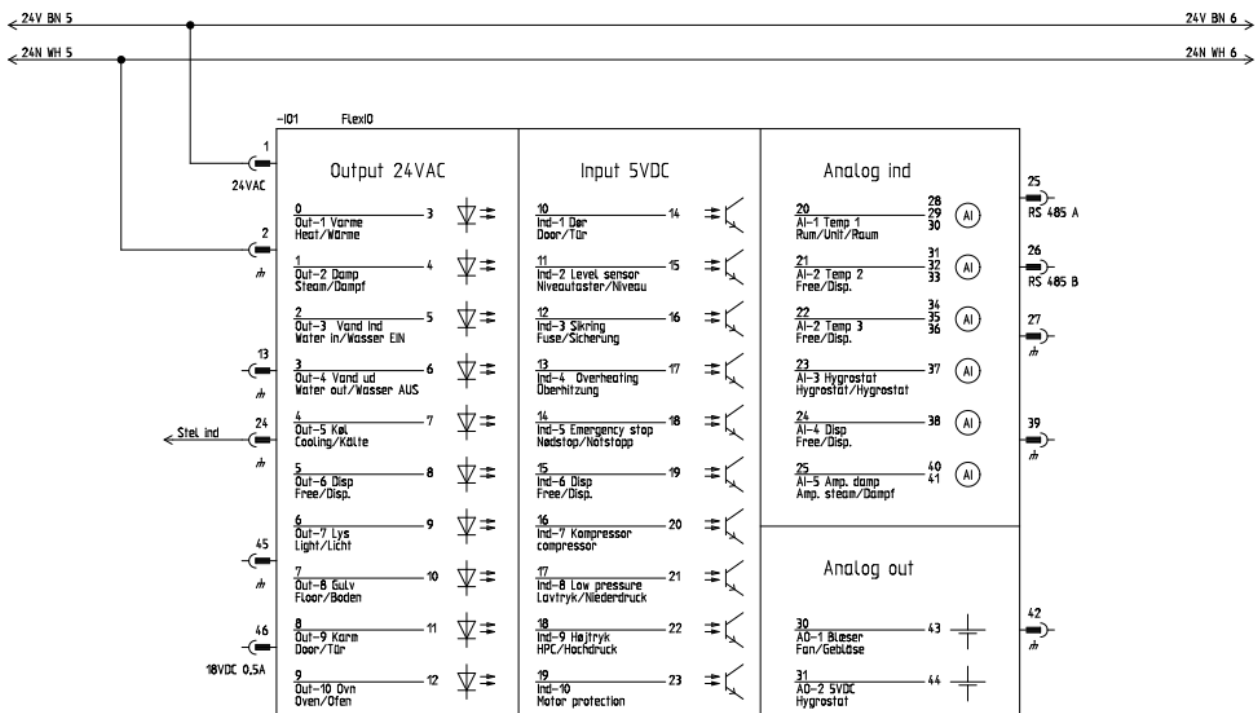 24V BN 5
24V BN 6
24N WH 5
24N WH 6
-I01 FlexIO
1
24VAC
2
13
24
Stel ind
45
46
18VDC 0.5A
Output 24VAC
0
3
Out-1 Varme
Heat/Wärme
1
4
Out-2 Damp
Steam/Dampf
2
5
Out-3 Vand ind
Water in/Wasser EIN
3
6
Out-4 Vand ud
Water out/Wasser AUS
4
7
Out-5 Køl
Cooling/Kälte
5
8
Out-6 Disp
Free/Disp.
6
9
Out-7 Lys
Light/Licht
7
10
Out-8 Gulv
Floor/Boden
8
11
Out-9 Karm
Door/Tür
9
12
Out-10 Ovn
Oven/Ofen
Input 5VDC
10
14
Ind-1 Dør
Door/Tür
11
15
Ind-2 Level sensor
Niveautaster/Niveau
12
16
Ind-3 Sikring
Fuse/Sicherung
13
17
Ind-4 Overheating
Überhitzung
14
18
Ind-5 Emergency stop
Nødstop/Notstopp
15
19
Ind-6 Disp
Free/Disp.
16
20
Ind-7 Kompressor
compressor
17
21
Ind-8 Low pressure
Lavtryk/Niederdruck
18
22
Ind-9 Højtryk
HPC/Hochdruck
19
23
Ind-10
Motor protection
Analog ind
20
28
29
30
AI
AI-1 Temp 1
Rum/Unit/Raum
21
31
32
33
AI
AI-2 Temp 2
Free/Disp.
22
34
35
36
AI
AI-2 Temp 3
Free/Disp.
23
37
AI
AI-3 Hygrostat
Hygrostat/Hygrostat
24
38
AI
AI-4 Disp
Free/Disp.
25
40
41
AI
AI-5 Amp. damp
Amp. steam/Dampf
Analog out
30
43
AO-1 Blæser
Fan/Gebläse
31
44
AO-2 5VDC
Hygrostat
25
RS 485 A
26
RS 485 B
27
39
42